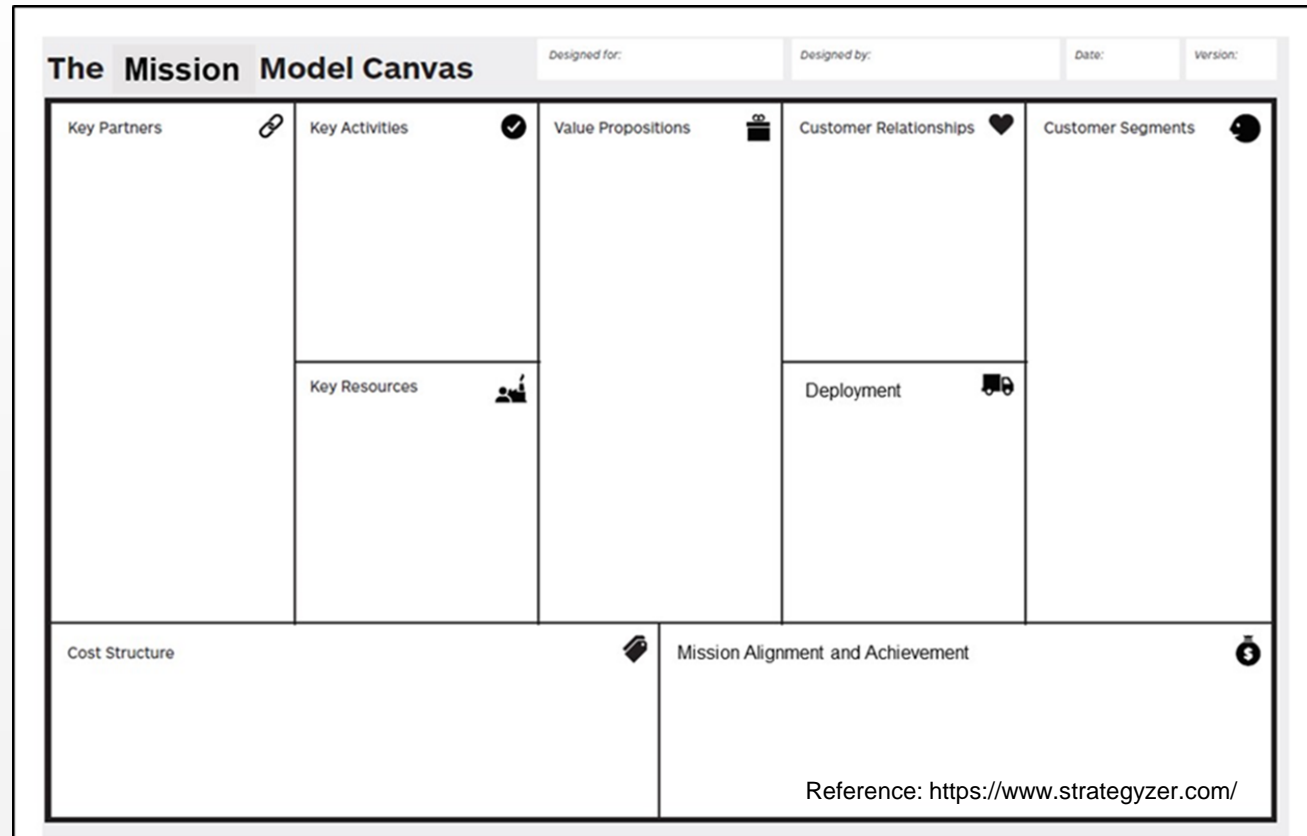 The Mission Model Canvas
Designed for:
Designed by:
Date:
Version:
Key Partners
Key Activities
Value Propositions
Customer Relationships
Customer Segments
Key Resources
Deployment
Cost Structure
Mission Alignment and Achievement
$
Reference: https://www.strategyzer.com/